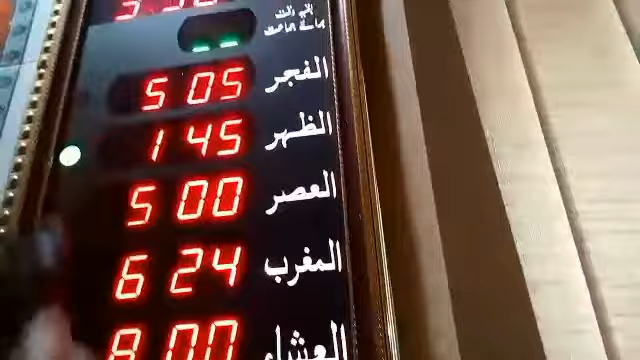 الفجر 5 05
الظهر 1 45
العصر 5 00
المغرب 6 24
العشاء 8 00